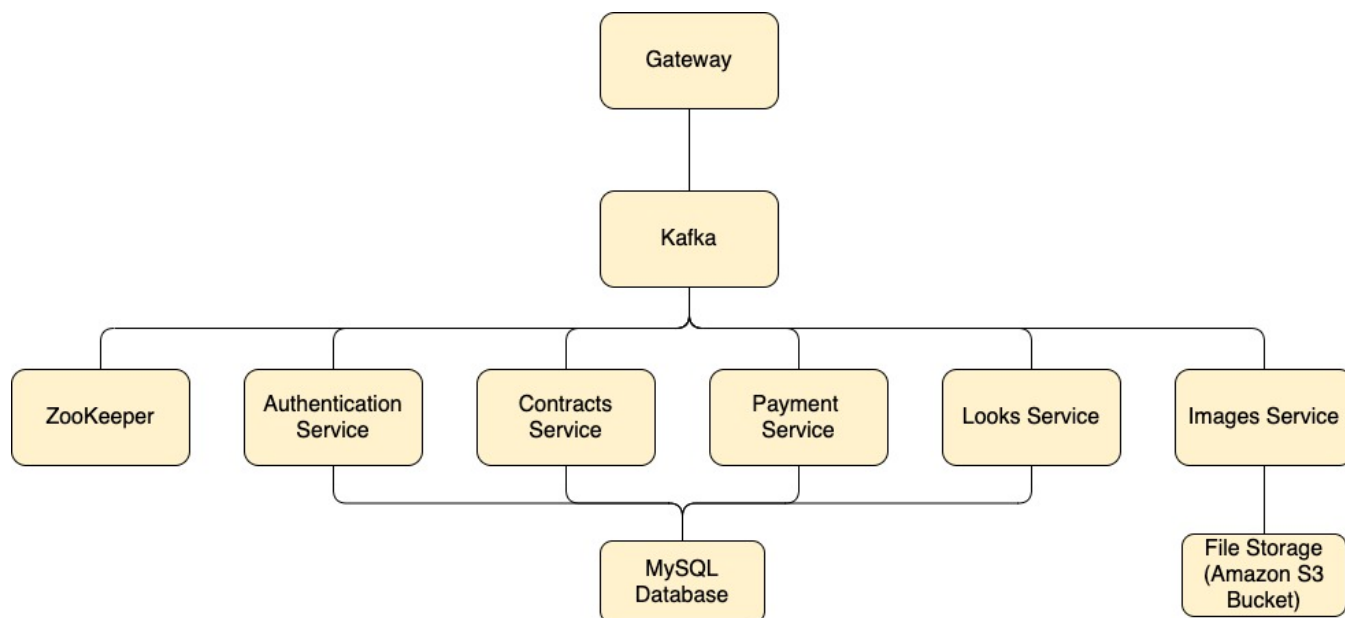 Gateway
Kafka
ZooKeeper
Authentication
Service
Contracts
Service
Payment
Service
Looks Service
Images Service
MySQL
Database
File Storage
(Amazon S3
Bucket)